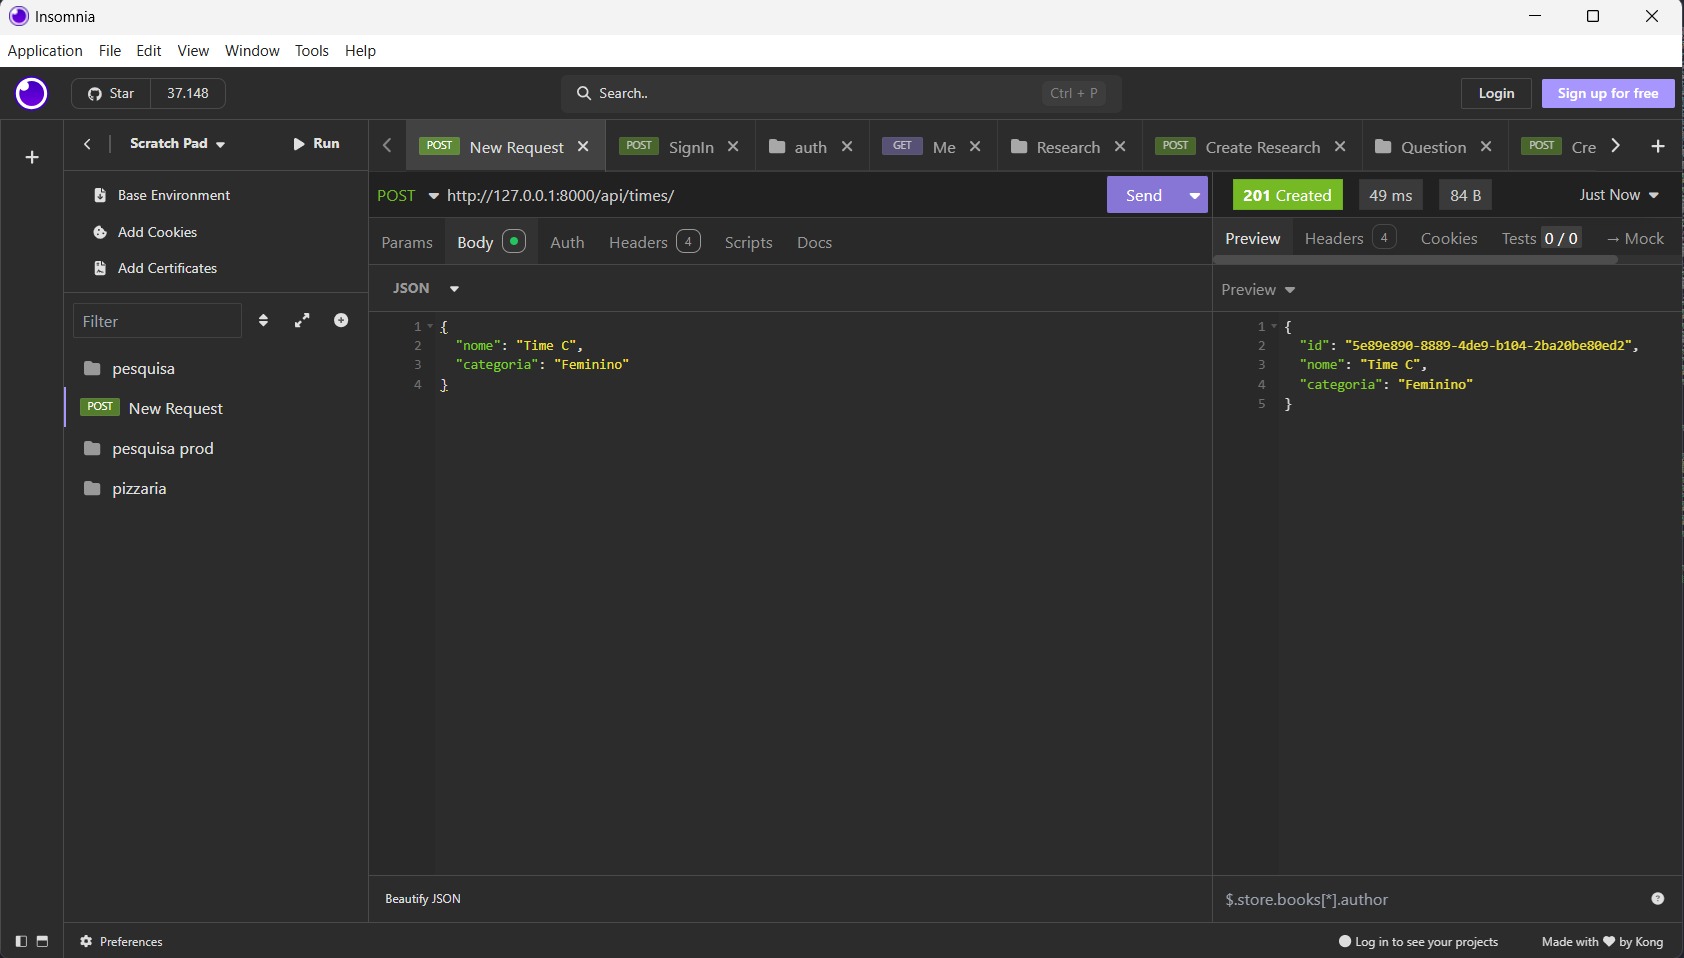 Insomnia
Application File Edit View Window Tools Help
Star 37.148 Search.. Ctrl + P Login Sign up for free
Scratch Pad Run
POST New Request POST SignIn auth GET Me Research POST Create Research Question POST Cre
Base Environment
Add Cookies
Add Certificates
Filter
pesquisa
POST New Request
pesquisa prod
pizzaria
POST http://127.0.0.1:8000/api/times/ Send
Params Body Auth Headers 4 Scripts Docs
JSON
1 {
2 "nome": "Time C",
3 "categoria": "Feminino"
4 }
Beautify JSON
201 Created 49 ms 84 B Just Now
Preview Headers 4 Cookies Tests 0 / 0 → Mock
Preview
1 {
2 "id": "5e89e890-8889-4de9-b104-2ba20be80ed2",
3 "nome": "Time C",
4 "categoria": "Feminino"
5 }
$.store.books[*].author
Preferences
Log in to see your projects Made with ♥ by Kong